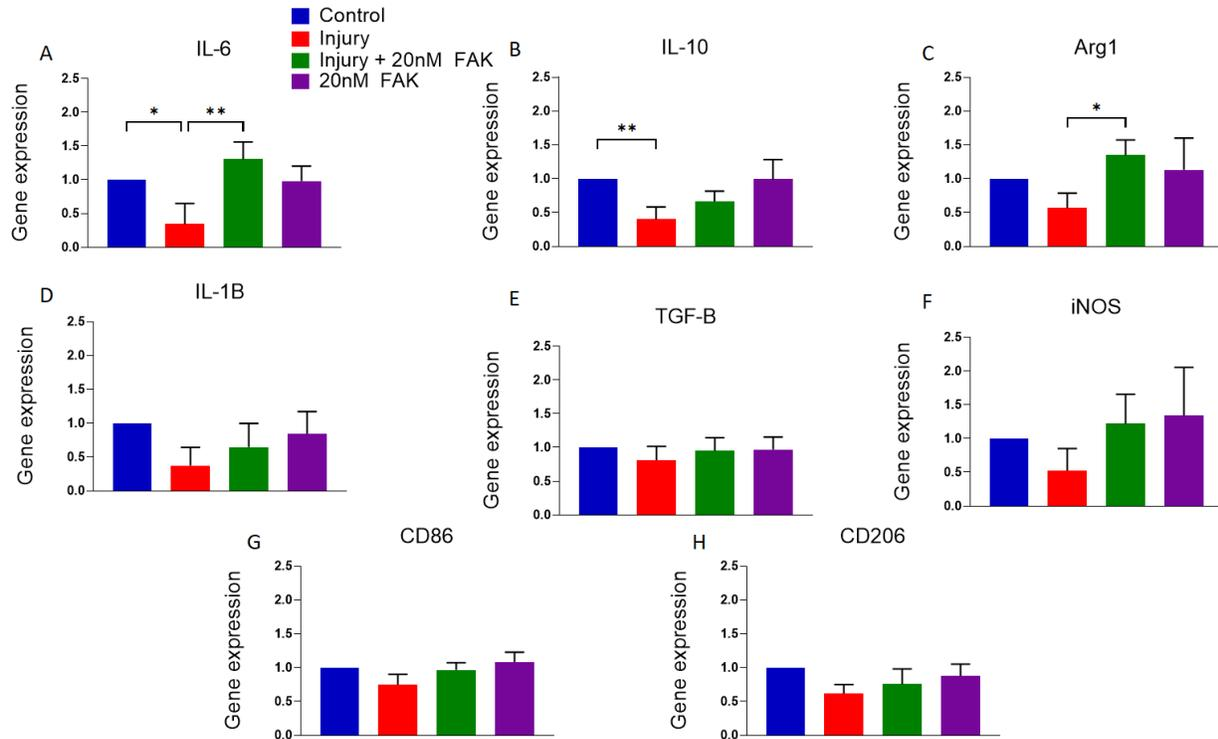 Control
Injury
Injury + 20nM FAK
20nM FAK
A
IL-6
Gene expression
2.5
2.0
1.5
1.0
0.5
0.0
*
**
B
IL-10
Gene expression
2.5
2.0
1.5
1.0
0.5
0.0
**
C
Arg1
Gene expression
2.5
2.0
1.5
1.0
0.5
0.0
*
D
IL-1B
Gene expression
2.5
2.0
1.5
1.0
0.5
0.0
E
TGF-B
Gene expression
2.5
2.0
1.5
1.0
0.5
0.0
F
iNOS
Gene expression
2.5
2.0
1.5
1.0
0.5
0.0
G
CD86
Gene expression
2.5
2.0
1.5
1.0
0.5
0.0
H
CD206
Gene expression
2.5
2.0
1.5
1.0
0.5
0.0